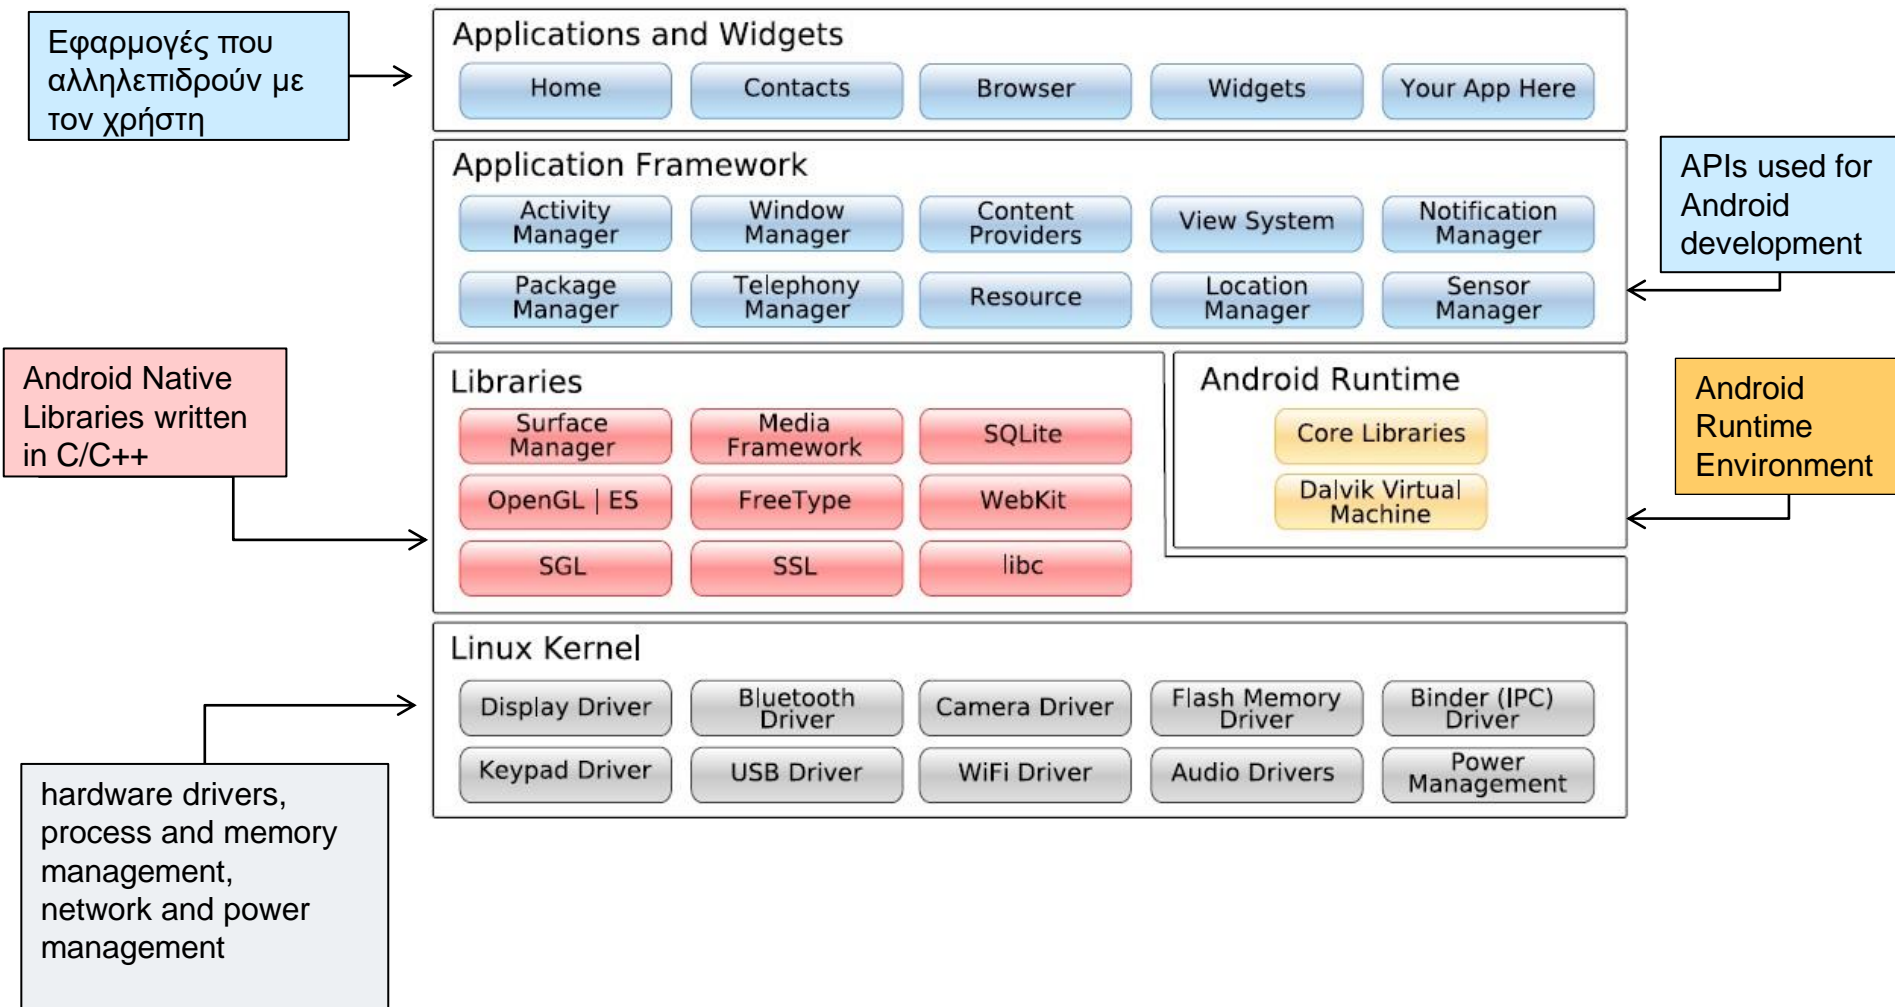 Εφαρμογές που
αλληλεπιδρούν με
τον χρήστη
Applications and Widgets
Home
Contacts
Browser
Widgets
Your App Here
Application Framework
Activity
Manager
Window
Manager
Content
Providers
View System
Notification
Manager
Package
Manager
Telephony
Manager
Resource
Location
Manager
Sensor
Manager
APIs used for
Android
development
Android Native
Libraries written
in C/C++
Libraries
Surface
Manager
Media
Framework
SQLite
OpenGL | ES
FreeType
WebKit
SGL
SSL
libc
Android Runtime
Core Libraries
Dalvik Virtual
Machine
Android
Runtime
Environment
Linux Kernel
Display Driver
Bluetooth
Driver
Camera Driver
Flash Memory
Driver
Binder (IPC)
Driver
Keypad Driver
USB Driver
WiFi Driver
Audio Drivers
Power
Management
hardware drivers,
process and memory
management,
network and power
management